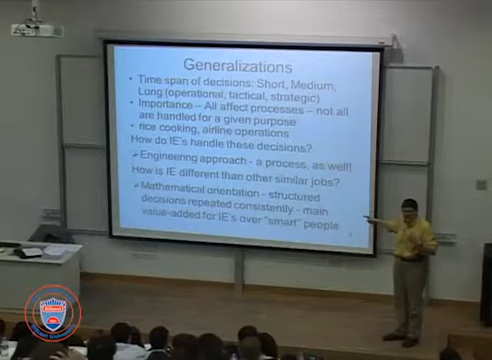 Generalizations
• Time span of decisions: Short, Medium,
Long (operational, tactical, strategic)
• Importance – All affect processes – not all
are handled for a given purpose
• rice cooking, airline operations
How do IE's handle these decisions?
➢Engineering approach - a process, as well!
How is IE different than other similar jobs?
➢Mathematical orientation - structured
decisions repeated consistently - main
value-added for IE's over "smart" people